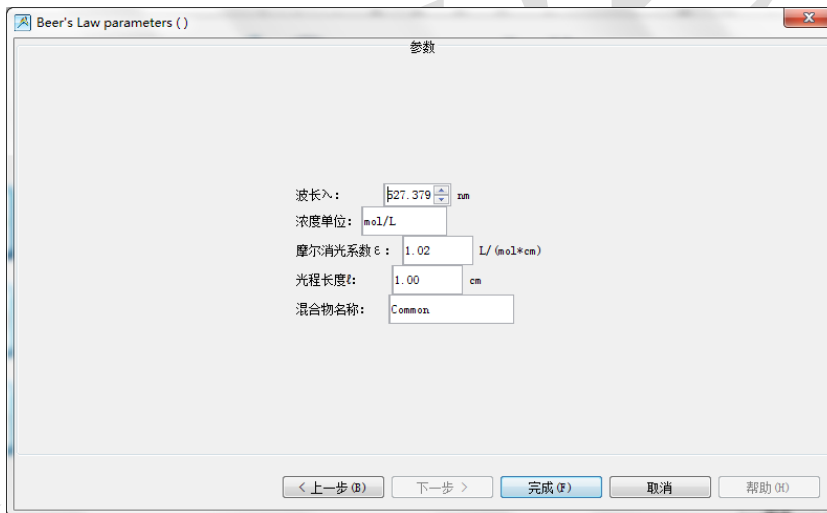 Beer's Law parameters ()
参数
波长λ: 527.379 nm
浓度单位: mol/L
摩尔消光系数ε: 1.02 L/(mol*cm)
光程长度ℓ: 1.00 cm
混合物名称: Common
<上一步(B) 下一步> 完成(F) 取消 帮助(H)